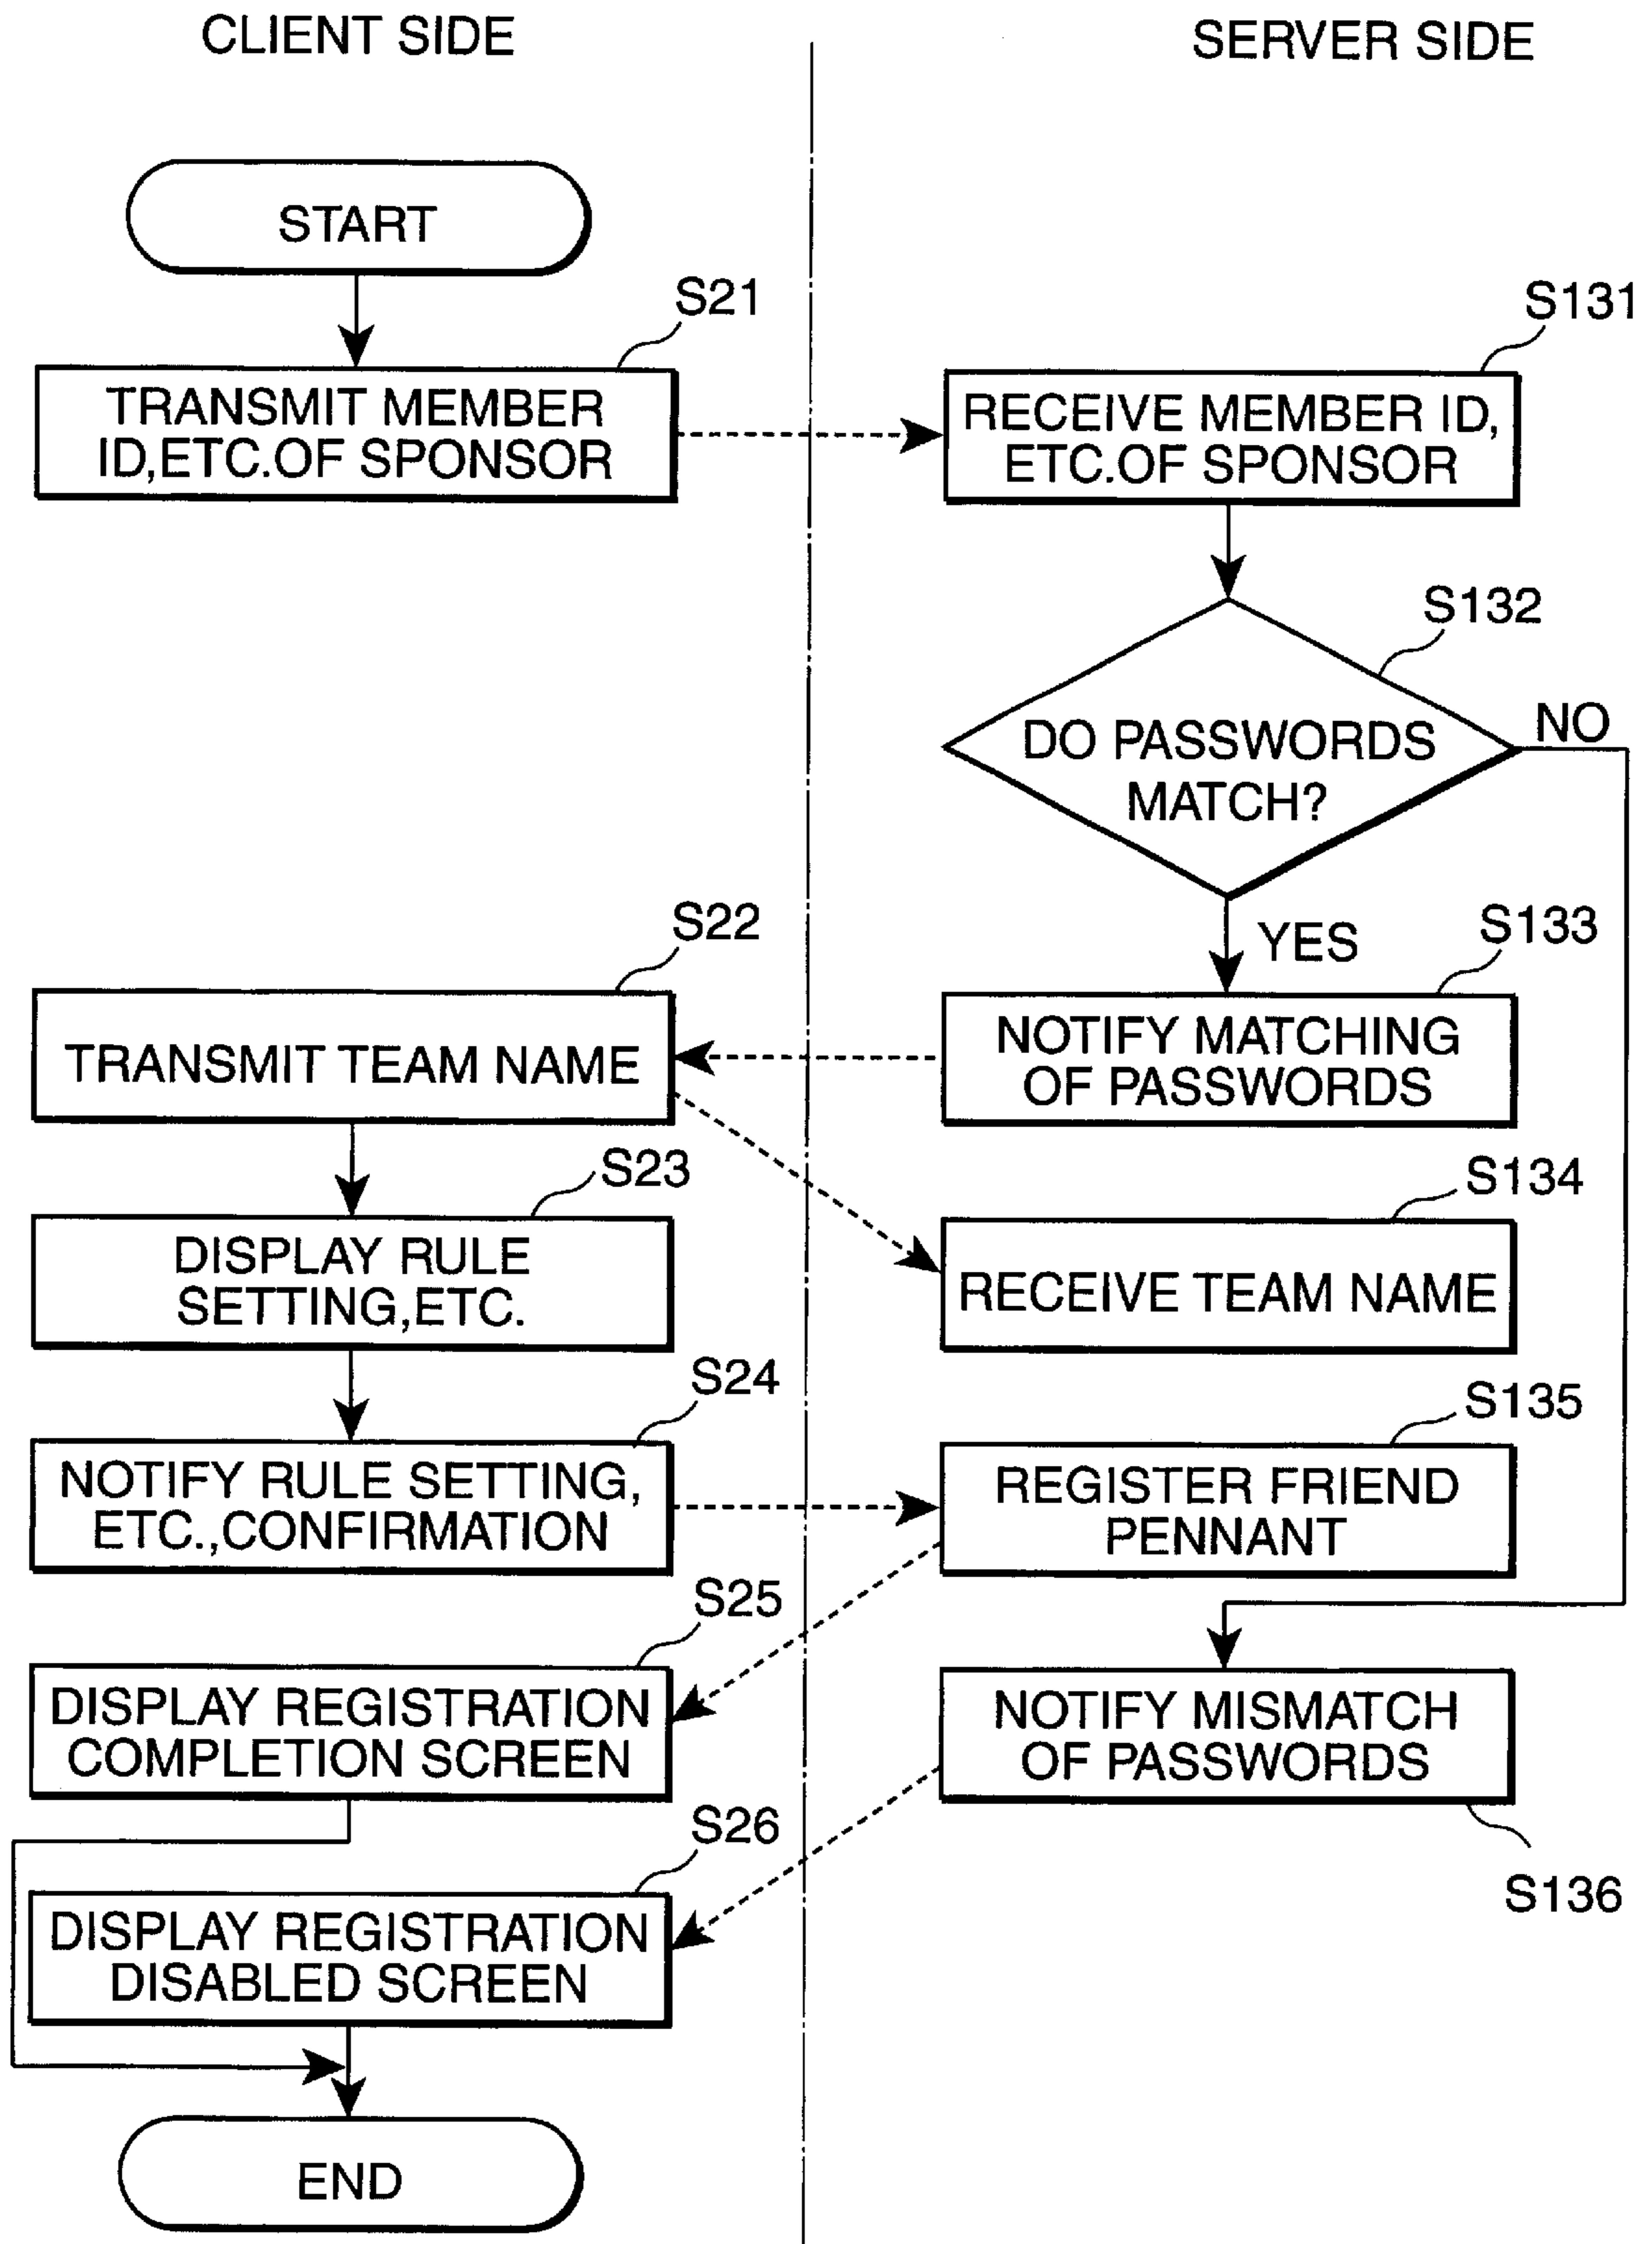 CLIENT SIDE
SERVER SIDE
START
S21
TRANSMIT MEMBER
ID,ETC.OF SPONSOR
S131
RECEIVE MEMBER ID,
ETC.OF SPONSOR
S132
DO PASSWORDS
MATCH?
NO
YES
S22
TRANSMIT TEAM NAME
S133
NOTIFY MATCHING
OF PASSWORDS
S23
DISPLAY RULE
SETTING,ETC.
S134
RECEIVE TEAM NAME
S24
NOTIFY RULE SETTING,
ETC.,CONFIRMATION
S135
REGISTER FRIEND
PENNANT
S25
DISPLAY REGISTRATION
COMPLETION SCREEN
NOTIFY MISMATCH
OF PASSWORDS
S136
S26
DISPLAY REGISTRATION
DISABLED SCREEN
END